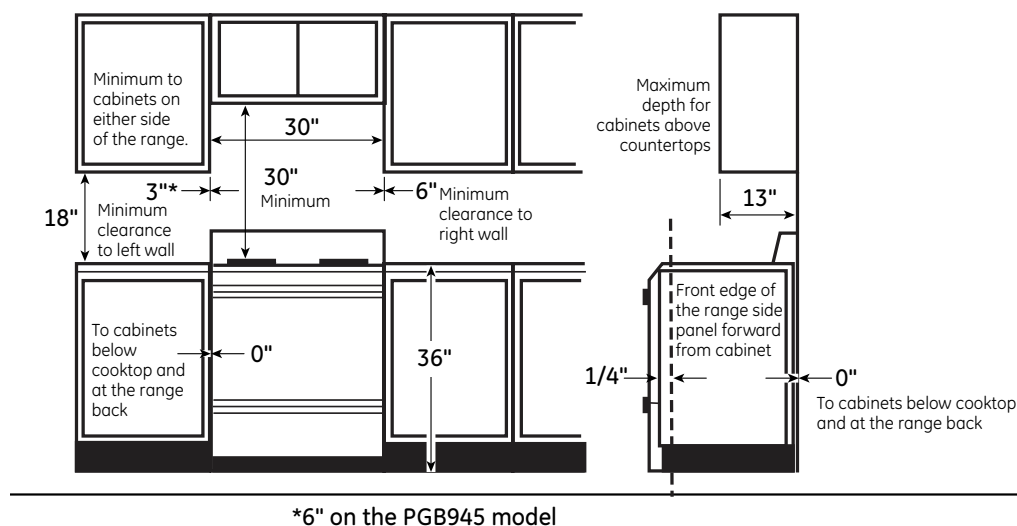 Minimum to
cabinets on
either side
of the range.
30"
3"*
30"
Minimum
6"
Minimum
clearance to
right wall
18"
Minimum
clearance
to left wall
To cabinets
below
cooktop and
at the range
back
0"
36"
Maximum
depth for
cabinets above
countertops
13"
Front edge of
the range side
panel forward
from cabinet
1/4"
0"
To cabinets below cooktop
and at the range back
*6" on the PGB945 model